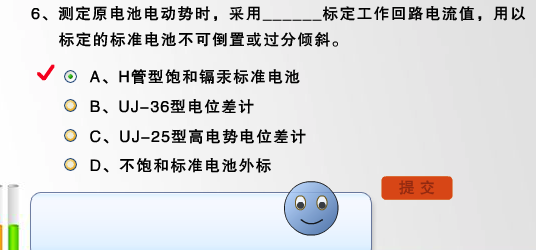 6、测定原电池电动势时，采用______标定工作回路电流值，用以
标定的标准电池不可倒置或过分倾斜。
A、H管型饱和镉汞标准电池
B、UJ-36型电位差计
C、UJ-25型高电势电位差计
D、不饱和标准电池外标
提交